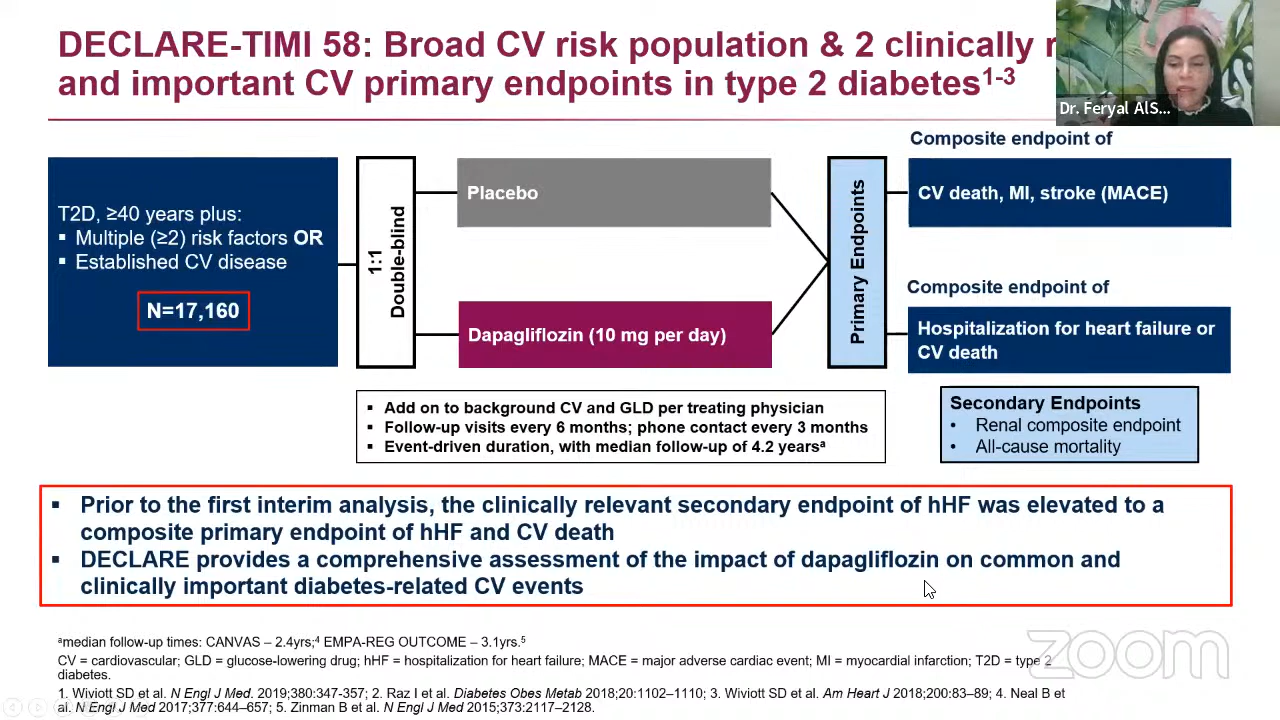 DECLARE-TIMI 58: Broad CV risk population & 2 clinically
and important CV primary endpoints in type 2 diabetes¹⁻³
Dr. Feryal AlS...
T2D, ≥40 years plus:
▪ Multiple (≥2) risk factors OR
▪ Established CV disease
N=17,160
1:1
Double-blind
Placebo
Dapagliflozin (10 mg per day)
Primary Endpoints
Composite endpoint of
CV death, MI, stroke (MACE)
Composite endpoint of
Hospitalization for heart failure or
CV death
▪ Add on to background CV and GLD per treating physician
▪ Follow-up visits every 6 months; phone contact every 3 months
▪ Event-driven duration, with median follow-up of 4.2 yearsᵃ
Secondary Endpoints
• Renal composite endpoint
• All-cause mortality
▪ Prior to the first interim analysis, the clinically relevant secondary endpoint of hHF was elevated to a
composite primary endpoint of hHF and CV death
▪ DECLARE provides a comprehensive assessment of the impact of dapagliflozin on common and
clinically important diabetes-related CV events
ᵃmedian follow-up times: CANVAS – 2.4yrs;⁴ EMPA-REG OUTCOME – 3.1yrs.⁵
CV = cardiovascular; GLD = glucose-lowering drug; hHF = hospitalization for heart failure; MACE = major adverse cardiac event; MI = myocardial infarction; T2D = type 2
diabetes.
1. Wiviott SD et al. N Engl J Med. 2019;380:347-357; 2. Raz I et al. Diabetes Obes Metab 2018;20:1102–1110; 3. Wiviott SD et al. Am Heart J 2018;200:83–89; 4. Neal B et
al. N Engl J Med 2017;377:644–657; 5. Zinman B et al. N Engl J Med 2015;373:2117–2128.
zoom